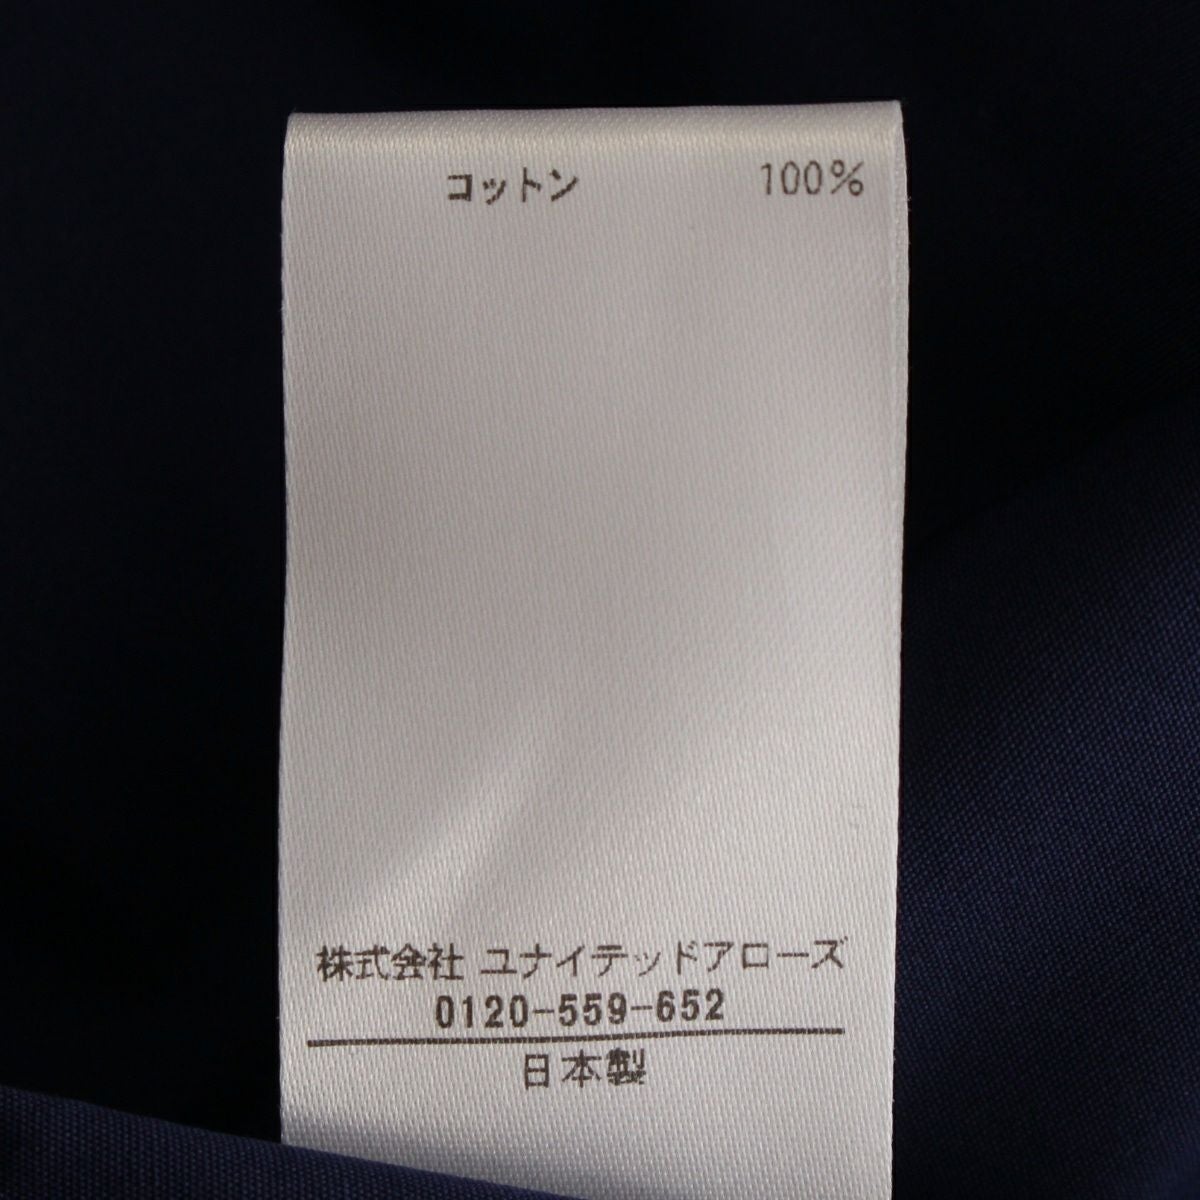 コットン 100%
株式会社 ユナイテッドアローズ
0120-559-652
日本製